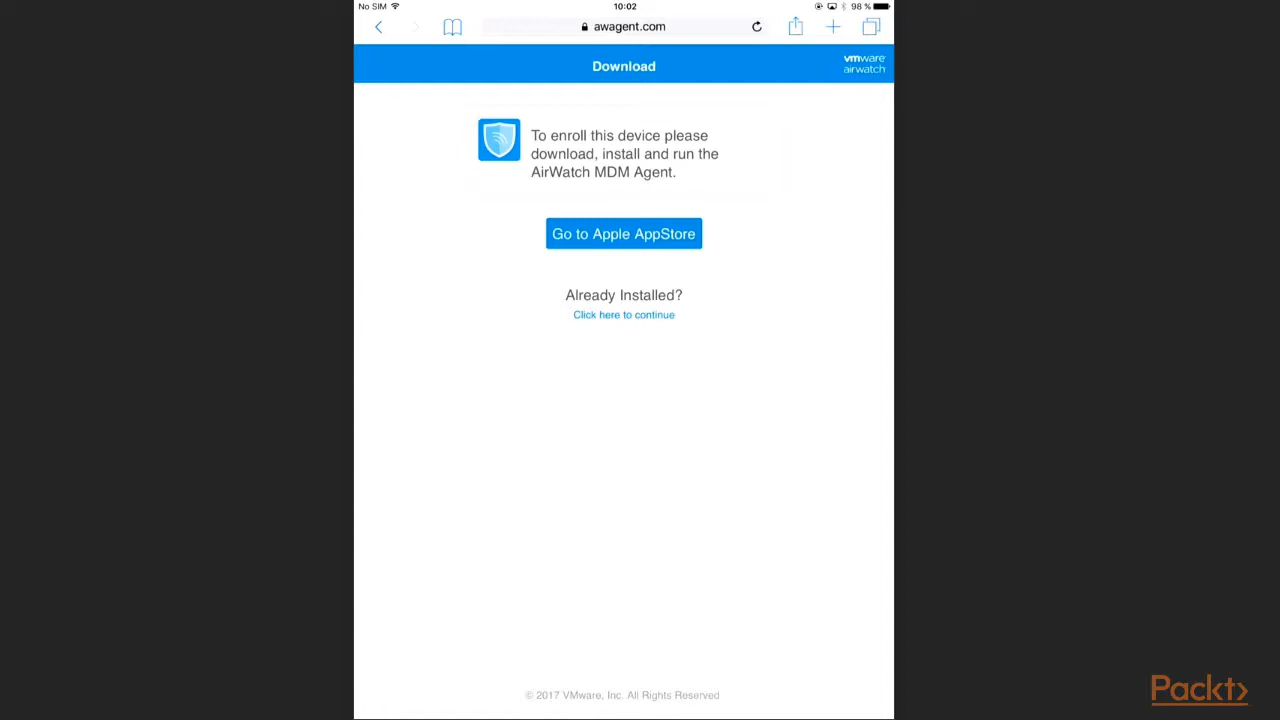 No SIM
10:02
98 %
awagent.com
Download
vmware
airwatch
To enroll this device please
download, install and run the
AirWatch MDM Agent.
Go to Apple AppStore
Already Installed?
Click here to continue
© 2017 VMware, Inc. All Rights Reserved
Packt>